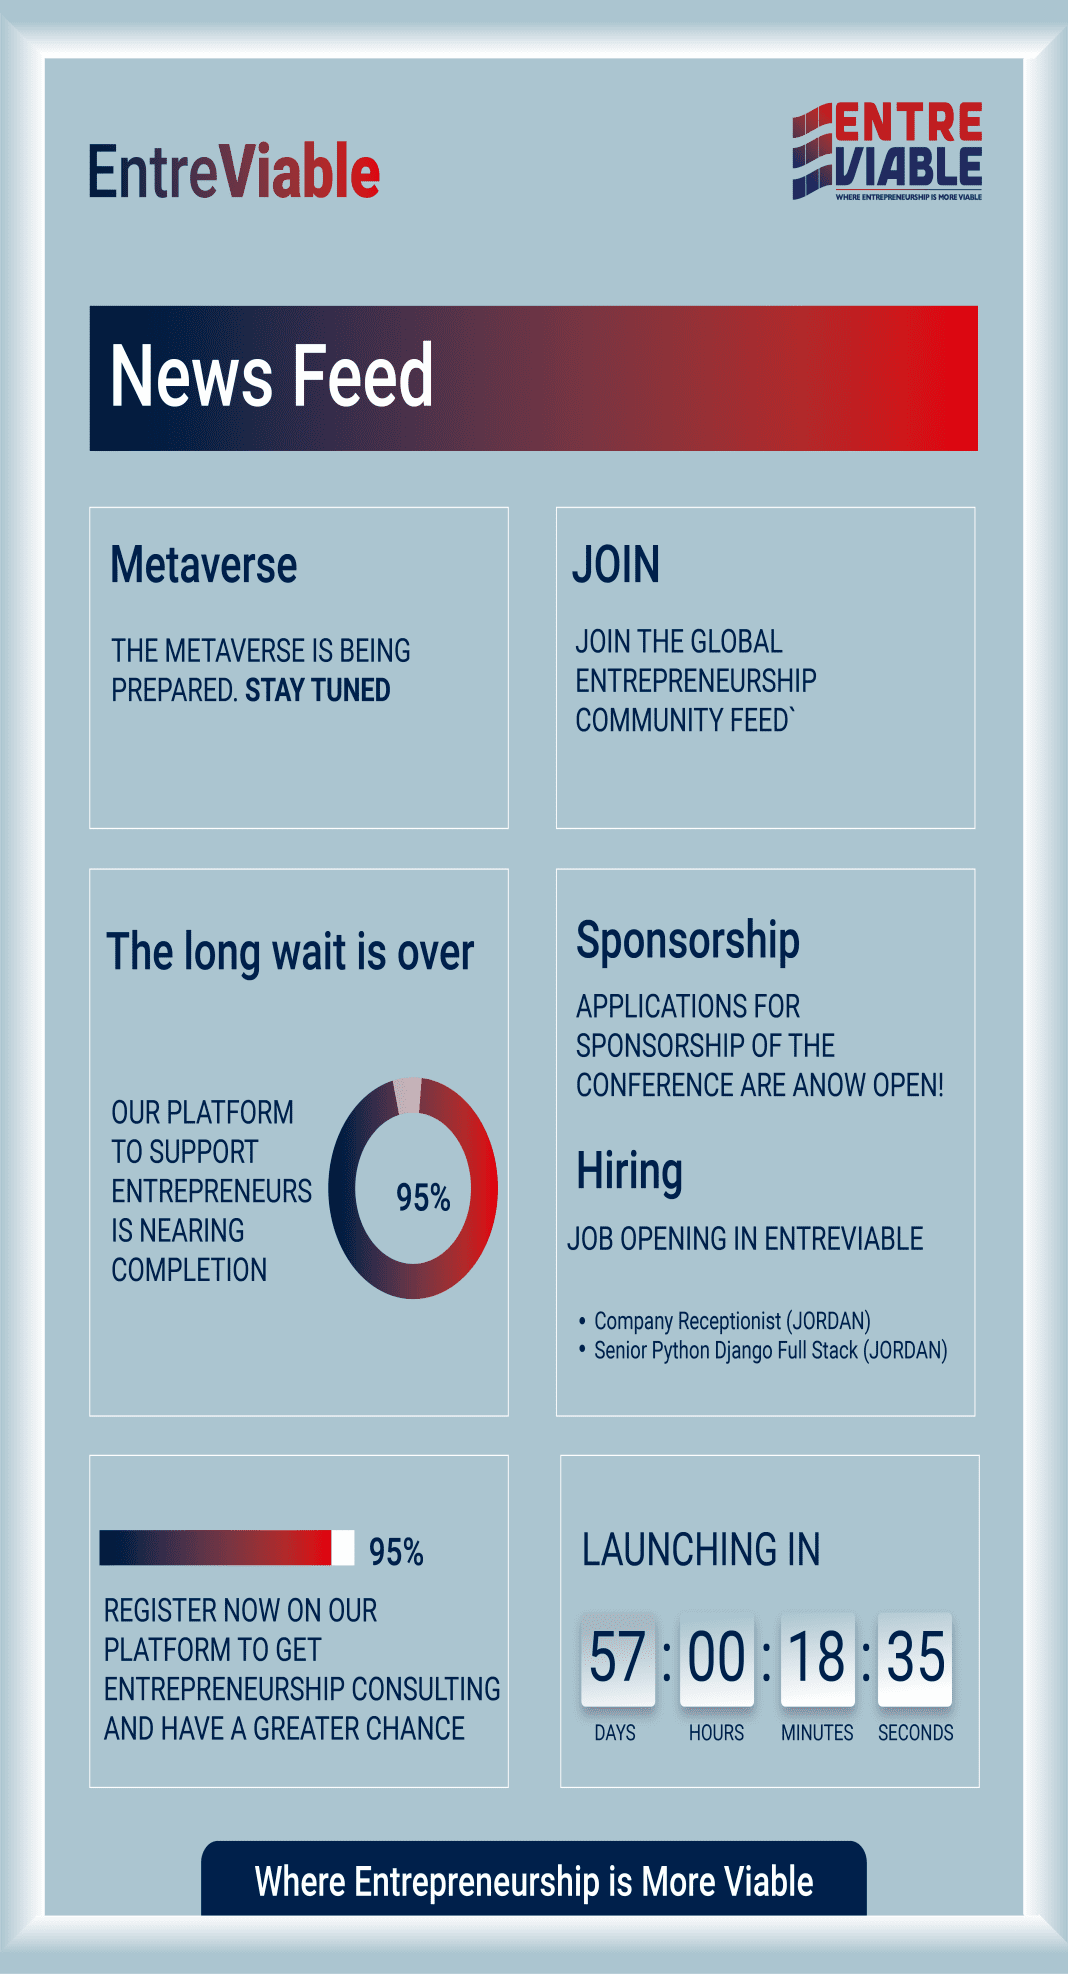 EntreViable
ENTRE
VIABLE
WHERE ENTREPRENEURSHIP IS MORE VIABLE
News Feed
Metaverse
THE METAVERSE IS BEING
PREPARED. STAY TUNED
JOIN
JOIN THE GLOBAL
ENTREPRENEURSHIP
COMMUNITY FEED`
The long wait is over
OUR PLATFORM
TO SUPPORT
ENTREPRENEURS
IS NEARING
COMPLETION
95%
Sponsorship
APPLICATIONS FOR
SPONSORSHIP OF THE
CONFERENCE ARE ANOW OPEN!
Hiring
JOB OPENING IN ENTREVIABLE
• Company Receptionist (JORDAN)
• Senior Python Django Full Stack (JORDAN)
95%
REGISTER NOW ON OUR
PLATFORM TO GET
ENTREPRENEURSHIP CONSULTING
AND HAVE A GREATER CHANCE
LAUNCHING IN
57 : 00 : 18 : 35
DAYS HOURS MINUTES SECONDS
Where Entrepreneurship is More Viable